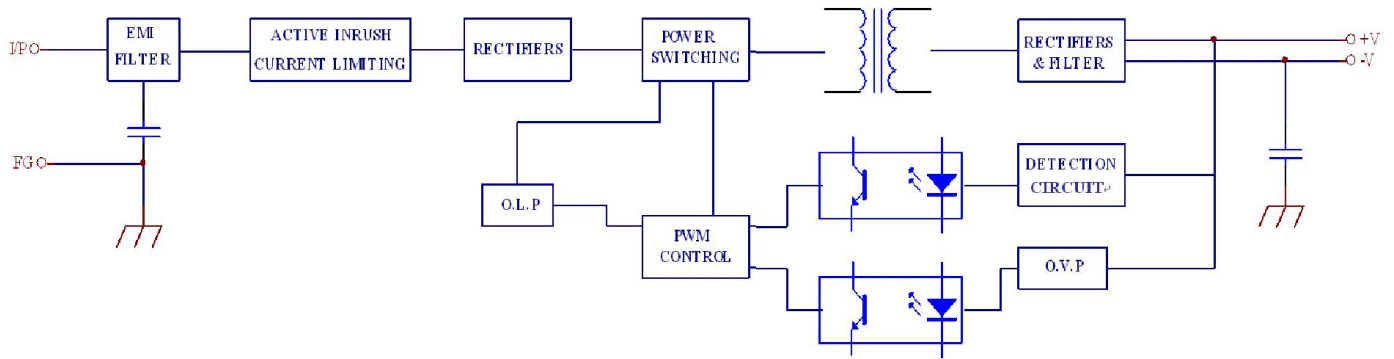 I/P
EMI
FILTER
ACTIVE INRUSH
CURRENT LIMITING
RECTIFIERS
POWER
SWITCHING
RECTIFIERS
& FILTER
+V
-V
FG
O.L.P
PWM
CONTROL
DETECTION
CIRCUIT↵
O.V.P